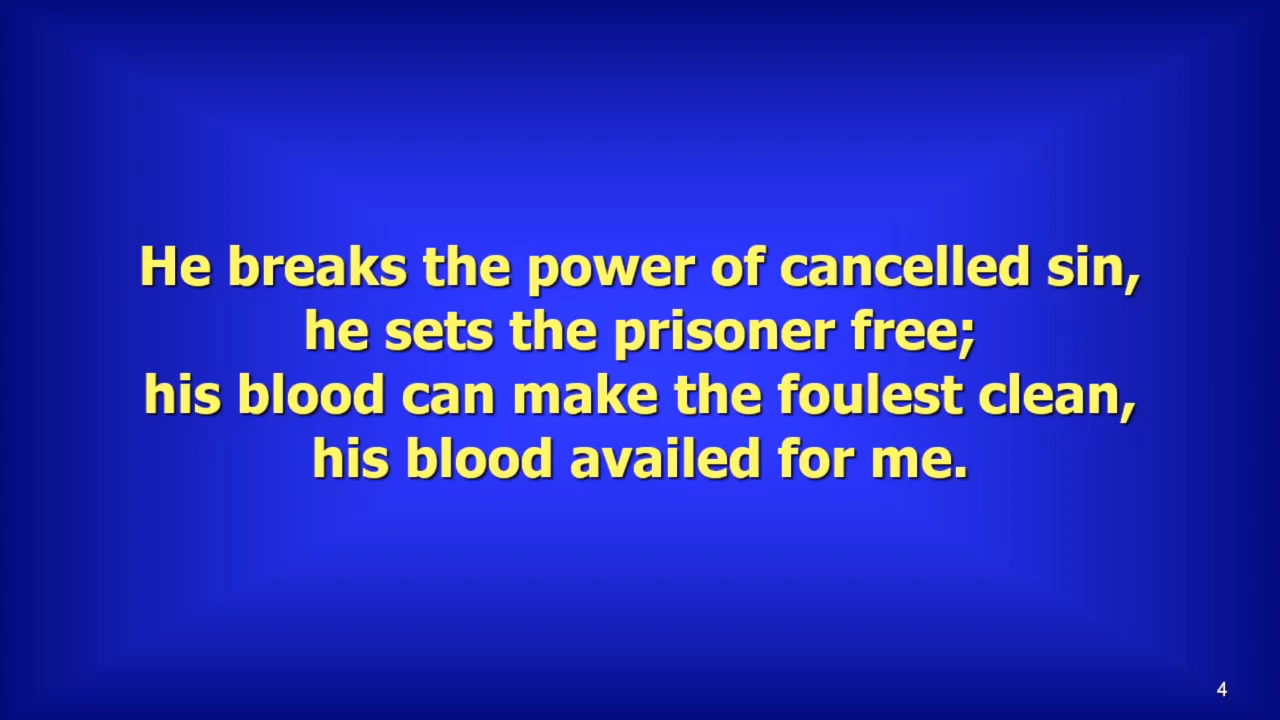 He breaks the power of cancelled sin,
he sets the prisoner free;
his blood can make the foulest clean,
his blood availed for me.
4